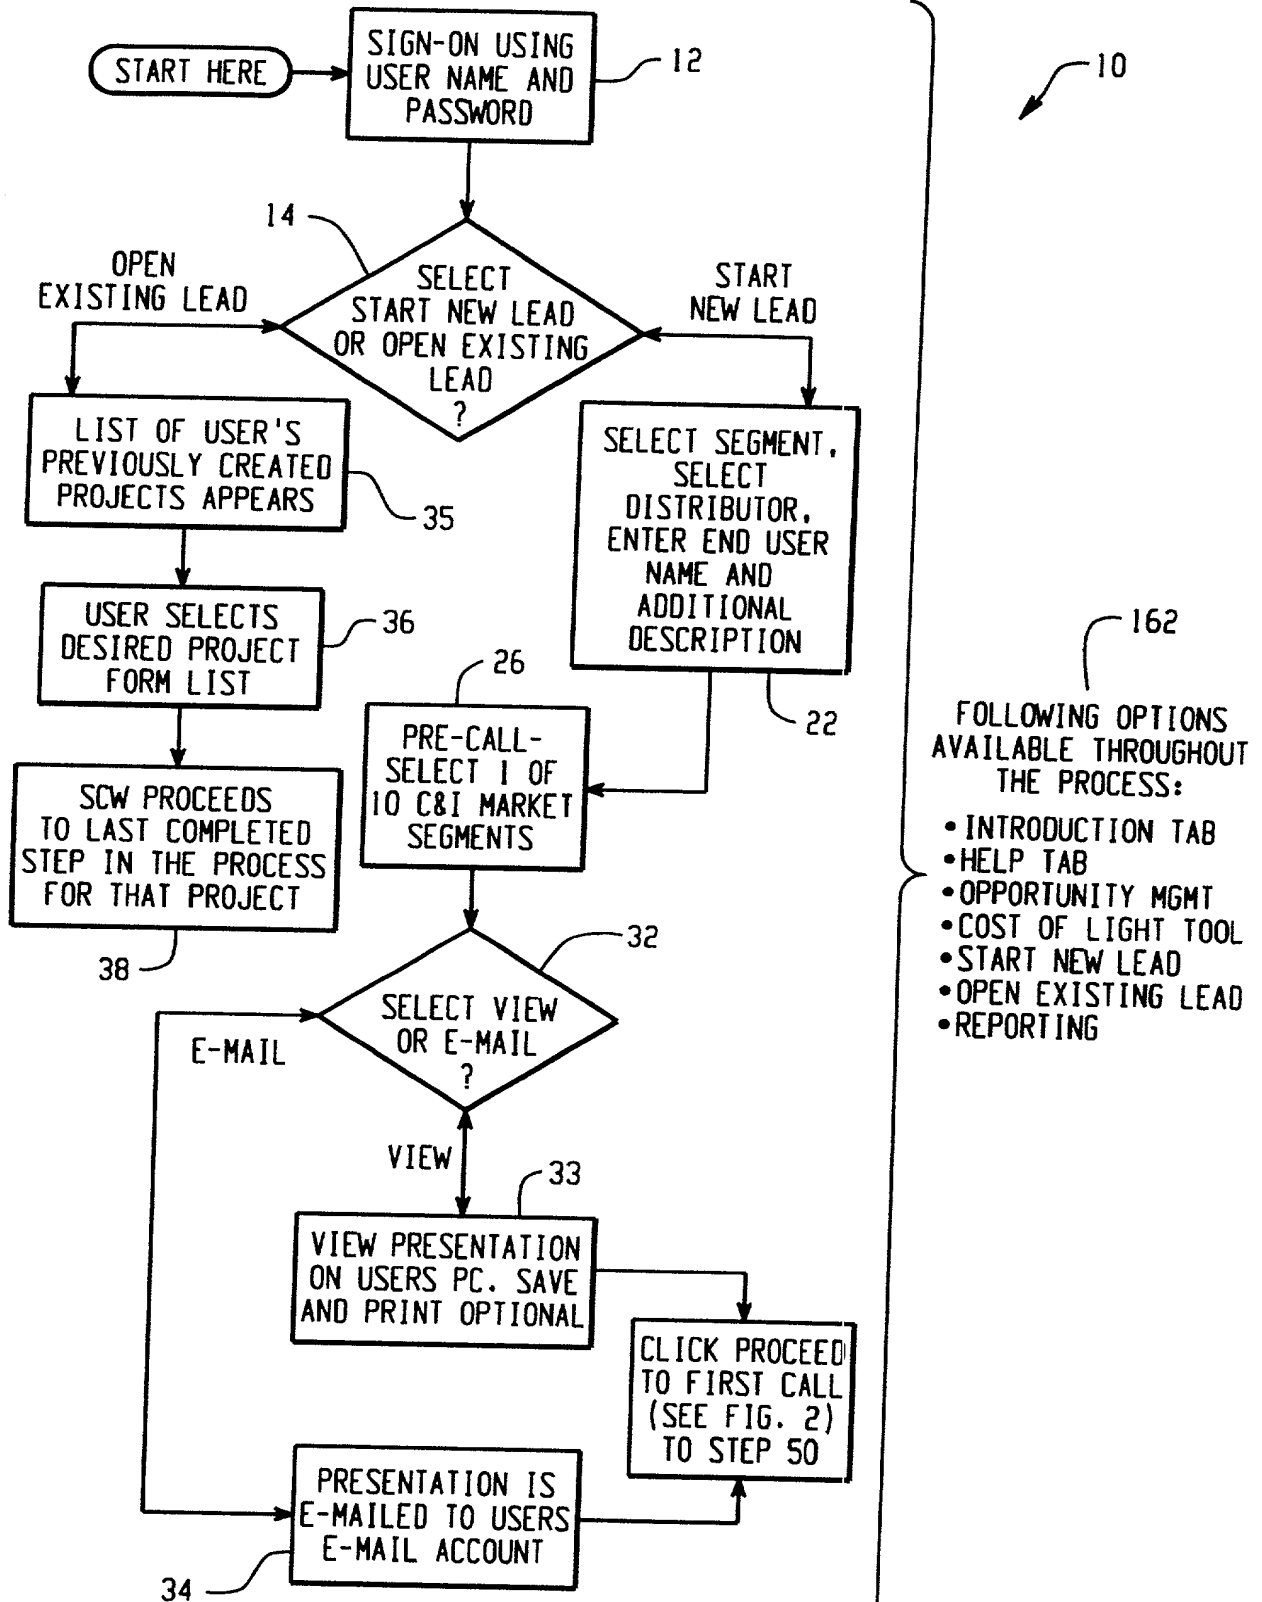 START HERE
SIGN-ON USING
USER NAME AND
PASSWORD
12
10
14
OPEN
EXISTING LEAD
SELECT
START NEW LEAD
OR OPEN EXISTING
LEAD
?
START
NEW LEAD
LIST OF USER'S
PREVIOUSLY CREATED
PROJECTS APPEARS
35
SELECT SEGMENT,
SELECT
DISTRIBUTOR,
ENTER END USER
NAME AND
ADDITIONAL
DESCRIPTION
22
USER SELECTS
DESIRED PROJECT
FORM LIST
36
26
PRE-CALL-
SELECT 1 OF
10 C&I MARKET
SEGMENTS
SCW PROCEEDS
TO LAST COMPLETED
STEP IN THE PROCESS
FOR THAT PROJECT
38
32
SELECT VIEW
OR E-MAIL
?
E-MAIL
VIEW
33
VIEW PRESENTATION
ON USERS PC. SAVE
AND PRINT OPTIONAL
CLICK PROCEED
TO FIRST CALL
(SEE FIG. 2)
TO STEP 50
PRESENTATION IS
E-MAILED TO USERS
E-MAIL ACCOUNT
34
162
FOLLOWING OPTIONS
AVAILABLE THROUGHOUT
THE PROCESS:
•INTRODUCTION TAB
•HELP TAB
•OPPORTUNITY MGMT
•COST OF LIGHT TOOL
•START NEW LEAD
•OPEN EXISTING LEAD
•REPORTING